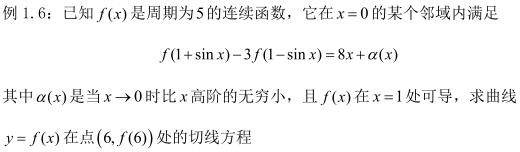 例 1.6：已知 f(x) 是周期为 5 的连续函数，它在 x = 0 的某个邻域内满足
f(1+sin x)−3f(1−sin x) = 8x+α(x)
其中 α(x) 是当 x→0 时比 x 高阶的无穷小，且 f(x) 在 x = 1 处可导，求曲线
y = f(x) 在点 (6, f(6)) 处的切线方程